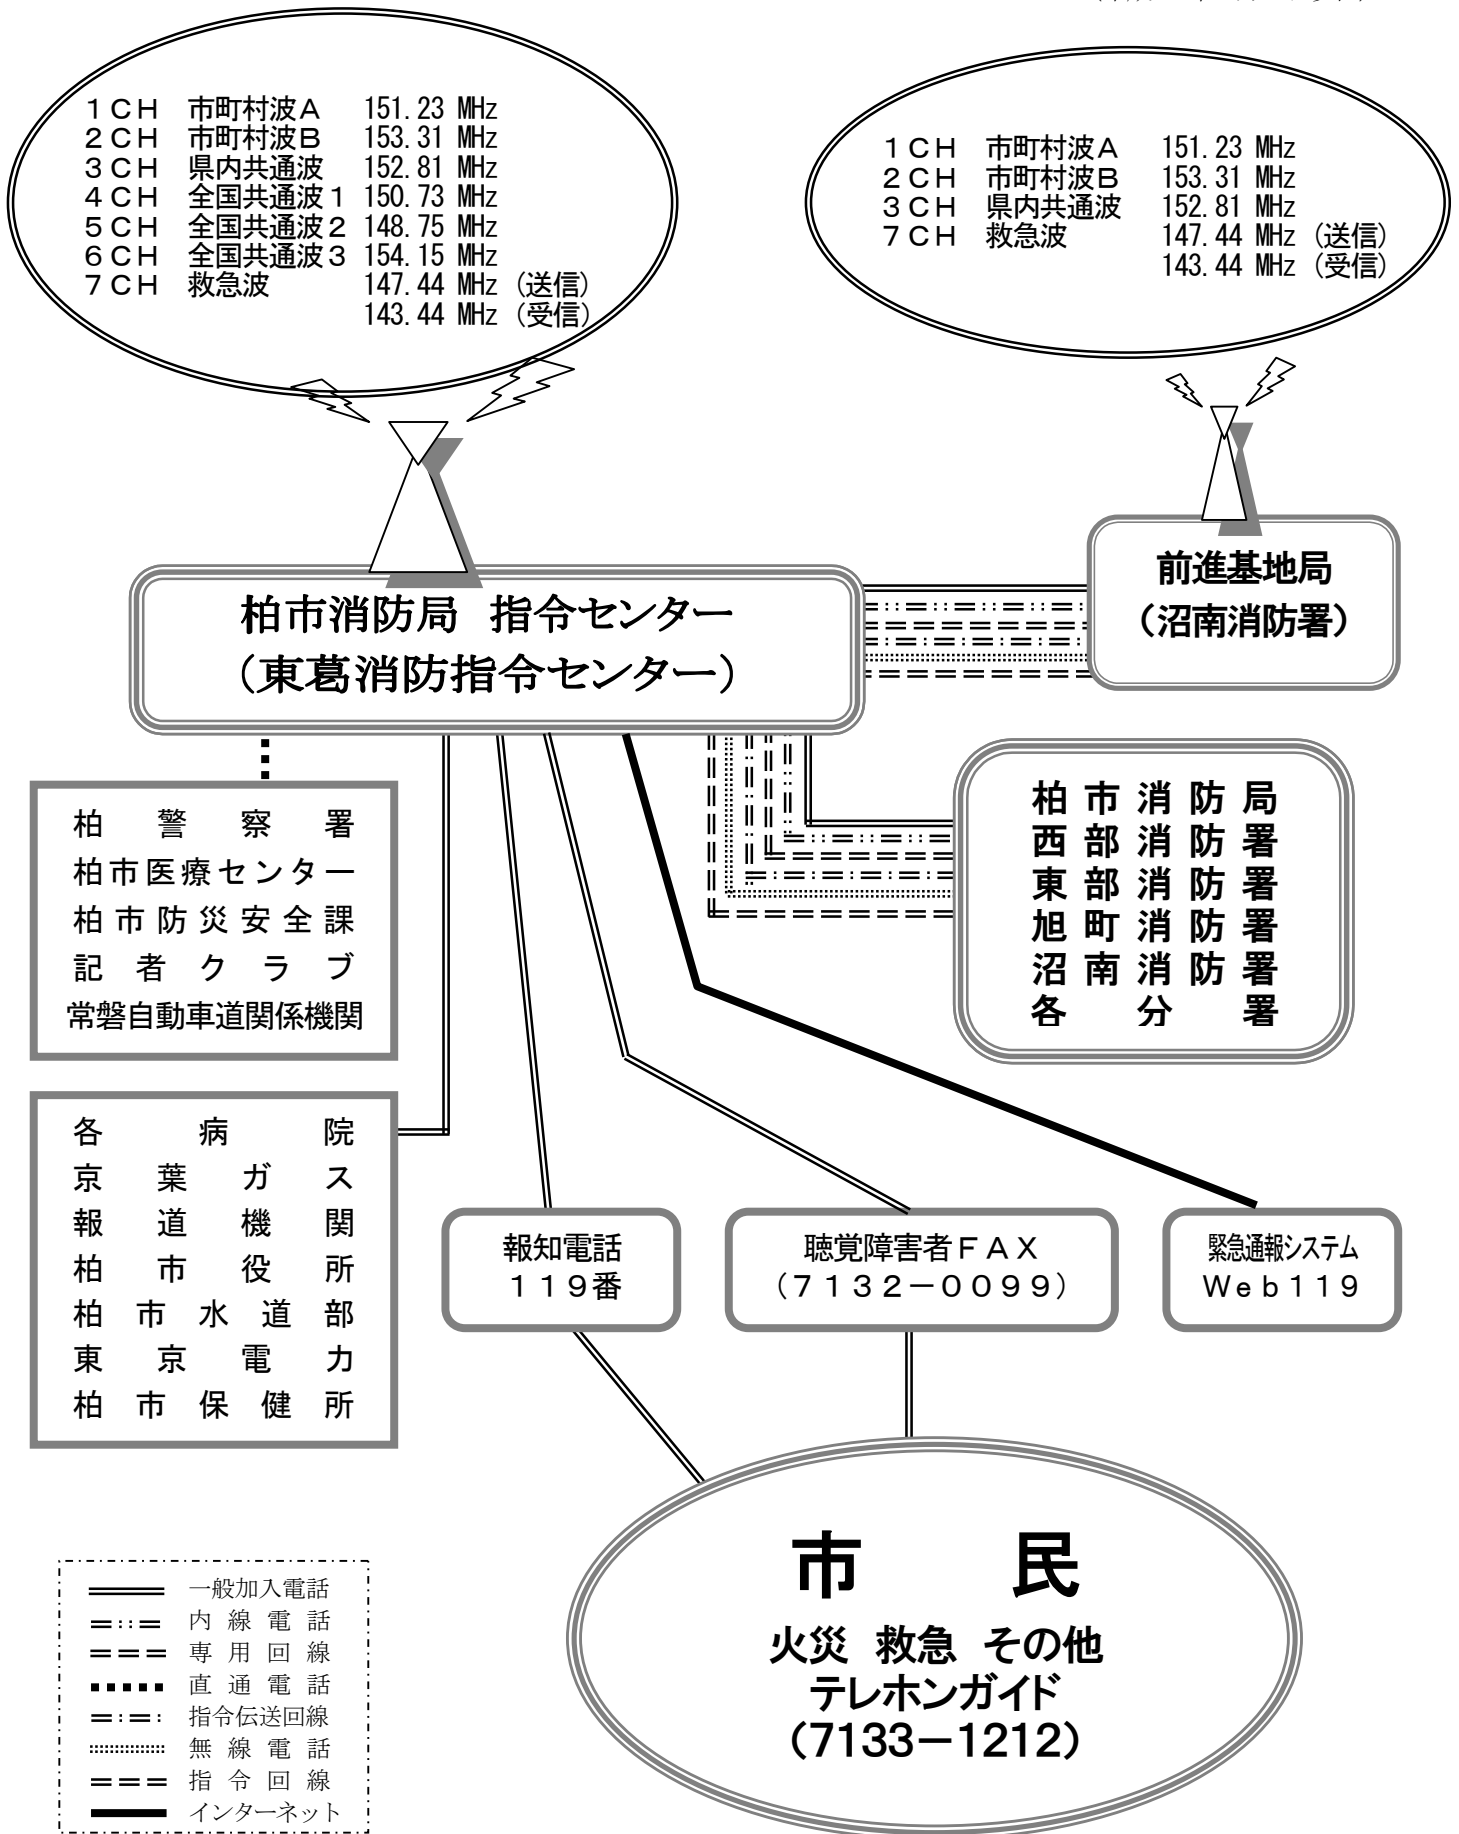 1CH 市町村波A 151.23 MHz
2CH 市町村波B 153.31 MHz
3CH 県内共通波 152.81 MHz
4CH 全国共通波1 150.73 MHz
5CH 全国共通波2 148.75 MHz
6CH 全国共通波3 154.15 MHz
7CH 救急波 147.44 MHz (送信)
143.44 MHz (受信)
1CH 市町村波A 151.23 MHz
2CH 市町村波B 153.31 MHz
3CH 県内共通波 152.81 MHz
7CH 救急波 147.44 MHz (送信)
143.44 MHz (受信)
前進基地局
（沼南消防署）
柏市消防局 指令センター
（東葛消防指令センター）
柏警察署
柏市医療センター
柏市防災安全課
記者クラブ
常磐自動車道関係機関
柏市消防局
西部消防署
東部消防署
旭町消防署
沼南消防署
各分署
各病院
京葉ガス
報道機関
柏市役所
柏市水道部
東京電力
柏市保健所
報知電話
119番
聴覚障害者FAX
（7132－0099）
緊急通報システム
Web119
市民
火災 救急 その他
テレホンガイド
（7133－1212）
一般加入電話
内線電話
専用回線
直通電話
指令伝送回線
無線電話
指令回線
インターネット